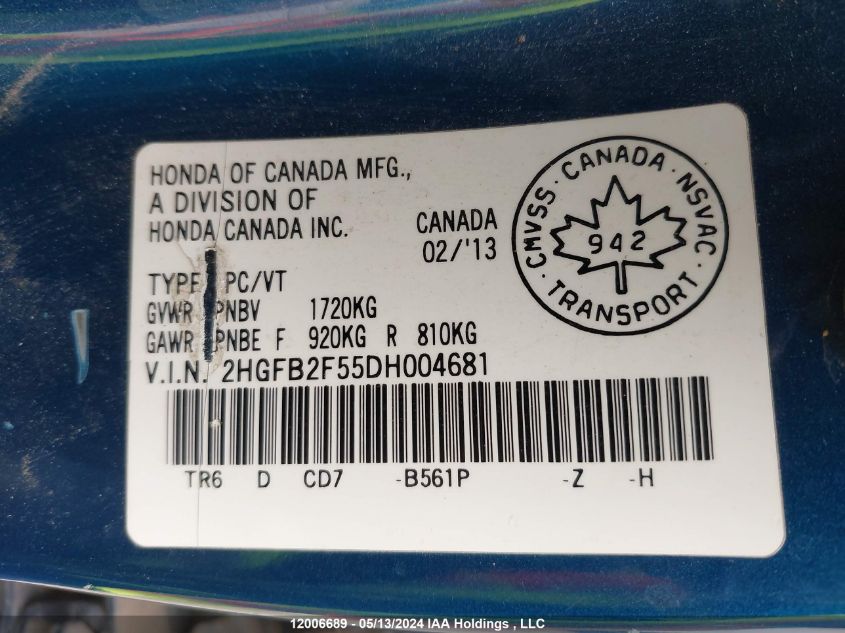 HONDA OF CANADA MFG.,
A DIVISION OF
HONDA CANADA INC.
CANADA
02/'13
CMVSS · CANADA · NSVAC · TRANSPORT ·
942
TYPE PC/VT
GVWR PNBV 1720KG
GAWR PNBE F 920KG R 810KG
V.I.N. 2HGFB2F55DH004681
TR6 D CD7 -B561P -Z -H
12006689 - 05/13/2024 IAA Holdings , LLC